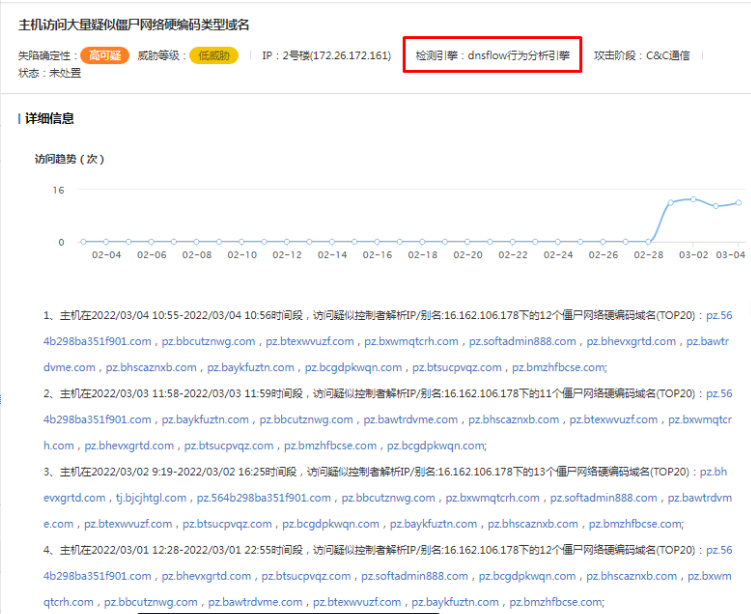 主机访问大量疑似僵尸网络硬编码类型域名
失陷确定性： 高可疑 威胁等级： 低威胁 IP：2号楼(172.26.172.161) 检测引擎：dnsflow行为分析引擎 攻击阶段：C&C通信
状态：未处置
详细信息
访问趋势（次）
16
0
02-04 02-06 02-08 02-10 02-12 02-14 02-16 02-18 02-20 02-22 02-24 02-26 02-28 03-02 03-04
1、主机在2022/03/04 10:55-2022/03/04 10:56时间段，访问疑似控制者解析IP/别名:16.162.106.178下的12个僵尸网络硬编码域名(TOP20)：pz.56
4b298ba351f901.com，pz.bbcutznwg.com，pz.btexwvuzf.com，pz.bxwmqtcrh.com，pz.softadmin888.com，pz.bhevxgrtd.com，pz.bawtr
dvme.com，pz.bhscaznxb.com，pz.baykfuztn.com，pz.bcgdpkwqn.com，pz.btsucpvqz.com，pz.bmzhfbcse.com;
2、主机在2022/03/03 11:58-2022/03/03 11:59时间段，访问疑似控制者解析IP/别名:16.162.106.178下的11个僵尸网络硬编码域名(TOP20)：pz.56
4b298ba351f901.com，pz.baykfuztn.com，pz.bbcutznwg.com，pz.bawtrdvme.com，pz.bhscaznxb.com，pz.btexwvuzf.com，pz.bxwmqtcr
h.com，pz.bhevxgrtd.com，pz.btsucpvqz.com，pz.bmzhfbcse.com，pz.bcgdpkwqn.com;
3、主机在2022/03/02 9:19-2022/03/02 16:25时间段，访问疑似控制者解析IP/别名:16.162.106.178下的13个僵尸网络硬编码域名(TOP20)：pz.bh
evxgrtd.com，tj.bjcjhtgl.com，pz.564b298ba351f901.com，pz.bbcutznwg.com，pz.bxwmqtcrh.com，pz.softadmin888.com，pz.bawtrdvm
e.com，pz.btexwvuzf.com，pz.btsucpvqz.com，pz.bcgdpkwqn.com，pz.baykfuztn.com，pz.bhscaznxb.com，pz.bmzhfbcse.com;
4、主机在2022/03/01 12:28-2022/03/01 22:55时间段，访问疑似控制者解析IP/别名:16.162.106.178下的12个僵尸网络硬编码域名(TOP20)：pz.56
4b298ba351f901.com，pz.bhevxgrtd.com，pz.btsucpvqz.com，pz.softadmin888.com，pz.bcgdpkwqn.com，pz.bhscaznxb.com，pz.bxwm
qtcrh.com，pz.bbcutznwg.com，pz.bawtrdvme.com，pz.btexwvuzf.com，pz.baykfuztn.com，pz.bmzhfbcse.com;